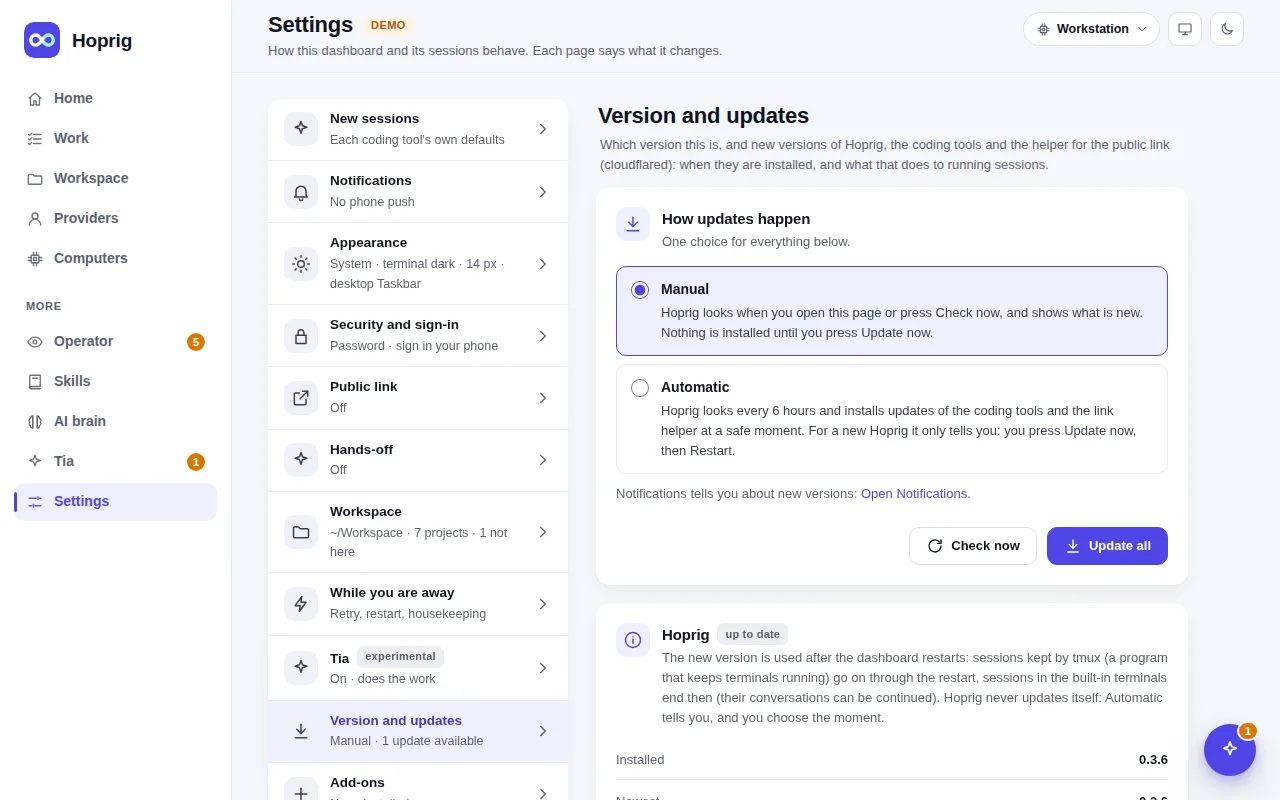 Hoprig
Home
Work
Workspace
Providers
Computers
MORE
Operator 5
Skills
AI brain
Tia 1
Settings
Settings DEMO
How this dashboard and its sessions behave. Each page says what it changes.
Workstation
New sessions
Each coding tool's own defaults
Notifications
No phone push
Appearance
System · terminal dark · 14 px ·
desktop Taskbar
Security and sign-in
Password · sign in your phone
Public link
Off
Hands-off
Off
Workspace
~/Workspace · 7 projects · 1 not
here
While you are away
Retry, restart, housekeeping
Tia experimental
On · does the work
Version and updates
Manual · 1 update available
Add-ons
Version and updates
Which version this is, and new versions of Hoprig, the coding tools and the helper for the public link
(cloudflared): when they are installed, and what that does to running sessions.
How updates happen
One choice for everything below.
Manual
Hoprig looks when you open this page or press Check now, and shows what is new.
Nothing is installed until you press Update now.
Automatic
Hoprig looks every 6 hours and installs updates of the coding tools and the link
helper at a safe moment. For a new Hoprig it only tells you: you press Update now,
then Restart.
Notifications tells you about new versions: Open Notifications.
Check now
Update all
Hoprig up to date
The new version is used after the dashboard restarts: sessions kept by tmux (a program
that keeps terminals running) go on through the restart, sessions in the built-in terminals
end then (their conversations can be continued). Hoprig never updates itself: Automatic
tells you, and you choose the moment.
Installed 0.3.6
Newest 0.3.6
1